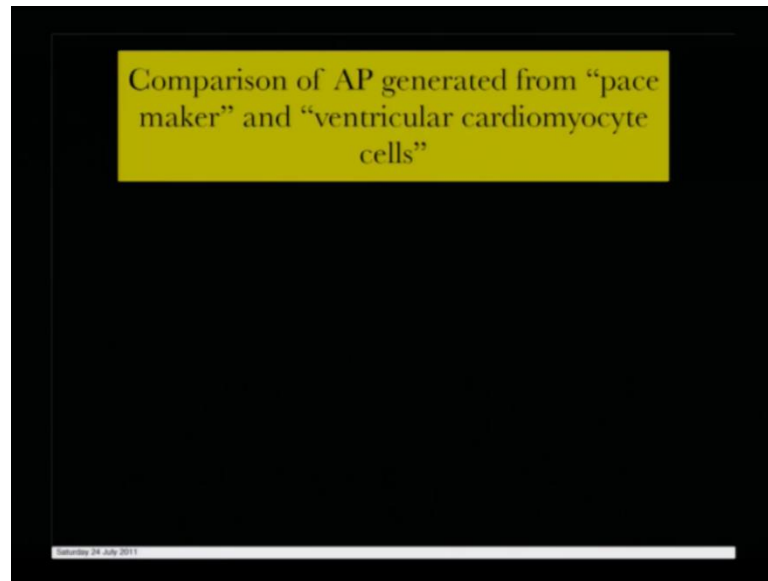 Comparison of AP generated from “pace
maker” and “ventricular cardiomyocyte
cells”
Saturday 24 July 2011